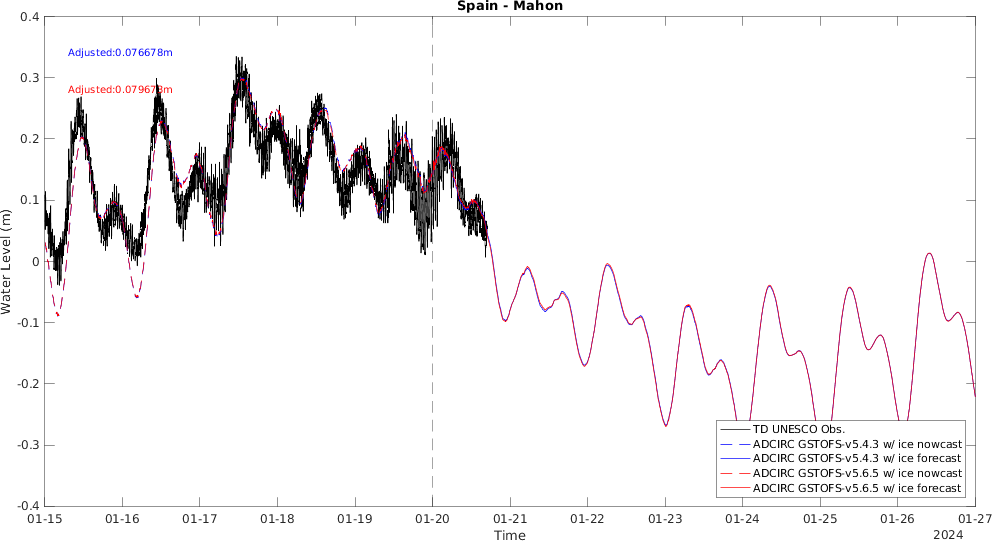 Spain - Mahon
Adjusted:0.076678m
Adjusted:0.079673m
Water Level (m)
0.4
0.3
0.2
0.1
0
-0.1
-0.2
-0.3
-0.4
TD UNESCO Obs.
ADCIRC GSTOFS-v5.4.3 w/ ice nowcast
ADCIRC GSTOFS-v5.4.3 w/ ice forecast
ADCIRC GSTOFS-v5.6.5 w/ ice nowcast
ADCIRC GSTOFS-v5.6.5 w/ ice forecast
01-15 01-16 01-17 01-18 01-19 01-20 01-21 01-22 01-23 01-24 01-25 01-26 01-27
Time
2024